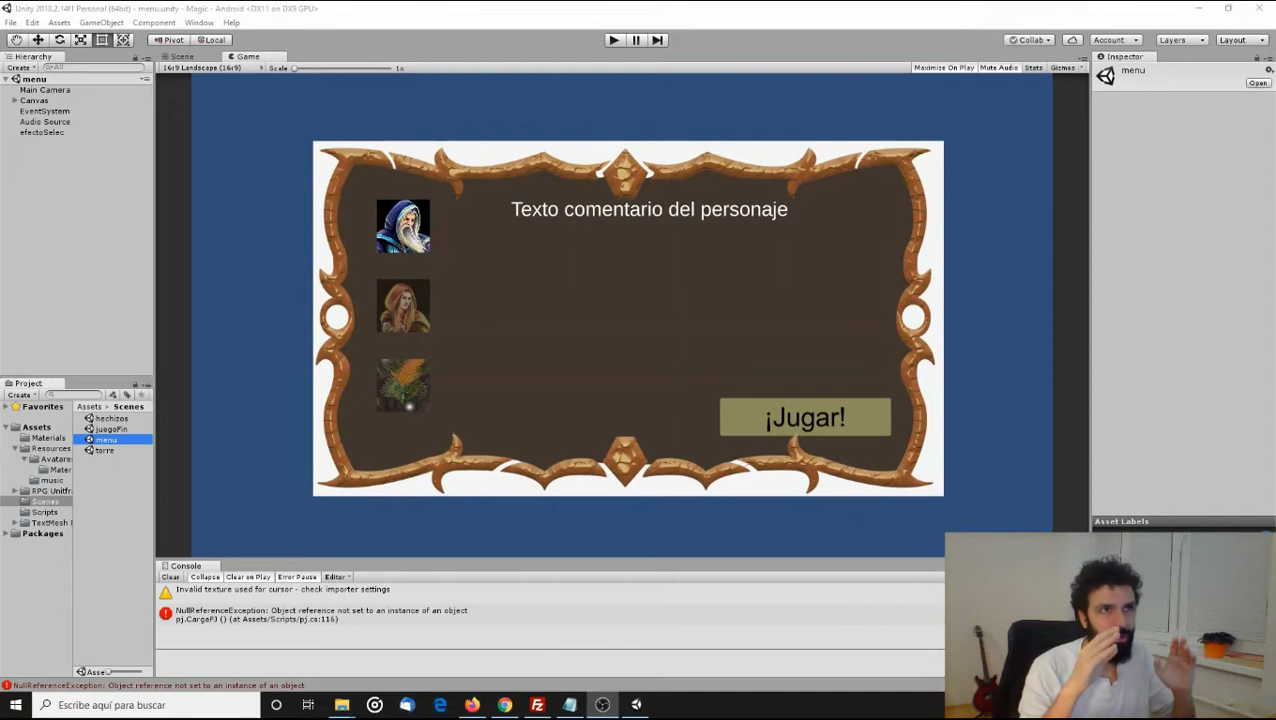 Unity 2018.2.14f1 Personal (64bit) - menu.unity - Magic - Android <DX11 on DX9 GPU>
File Edit Assets GameObject Component Window Help
Pivot Local Collab Account Layers Layout
Hierarchy Scene Game Inspector
Create All 16:9 Landscape (16:9) Scale 1x Maximize On Play Mute Audio Stats Gizmos
menu
Open
menu
Main Camera
Canvas
EventSystem
Audio Source
efectoSelec
Texto comentario del personaje
¡Jugar!
Project
Create
Favorites
Assets
Materials
Resources
Avatare
Mater
music
RPG Unitfra
Scenes
Scripts
TextMesh
Packages
Assets Scenes
hechizos
juegoFin
menu
torre
Asse
Asset Labels
Console
Clear Collapse Clear on Play Error Pause Editor
Invalid texture used for cursor - check importer settings
NullReferenceException: Object reference not set to an instance of an object
pj.CargaPJ () (at Assets/Scripts/pj.cs:116)
NullReferenceException: Object reference not set to an instance of an object
Escribe aquí para buscar